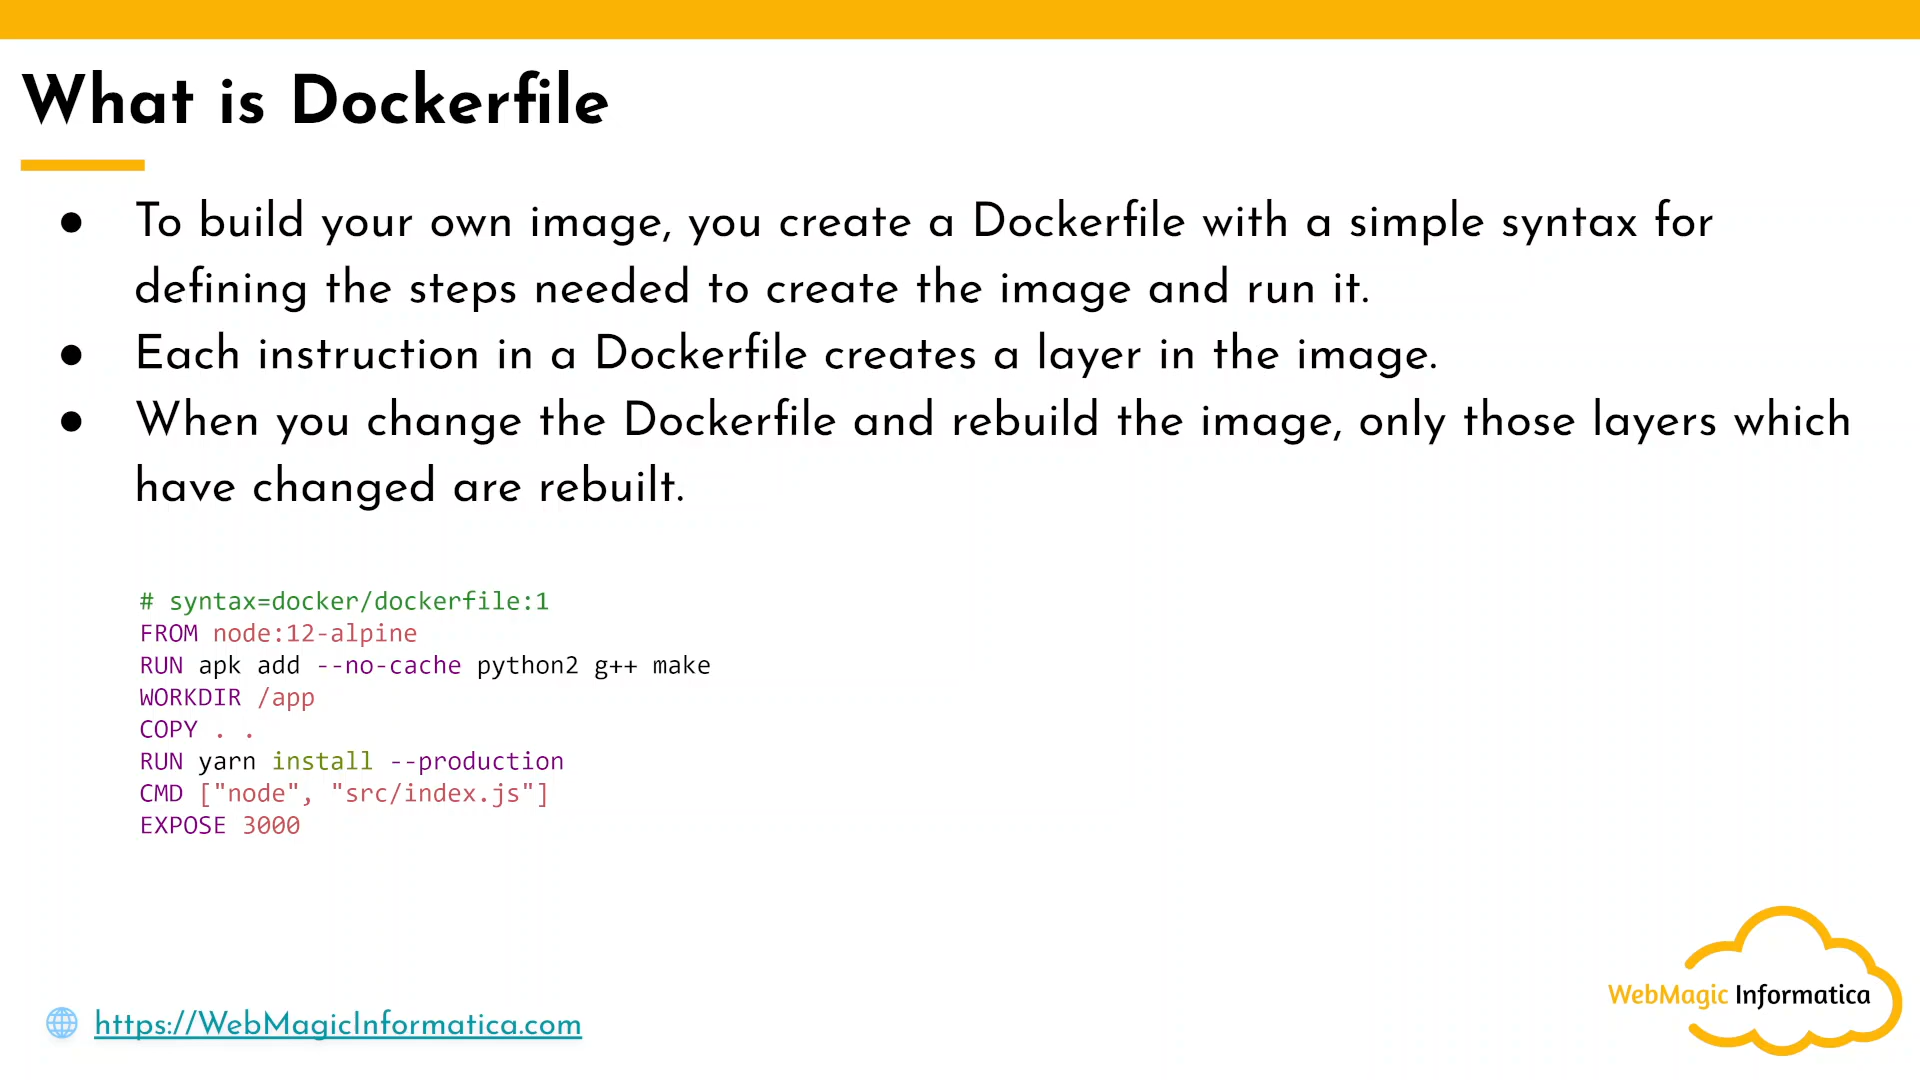 What is Dockerfile
● To build your own image, you create a Dockerfile with a simple syntax for
defining the steps needed to create the image and run it.
● Each instruction in a Dockerfile creates a layer in the image.
● When you change the Dockerfile and rebuild the image, only those layers which
have changed are rebuilt.
# syntax=docker/dockerfile:1
FROM node:12-alpine
RUN apk add --no-cache python2 g++ make
WORKDIR /app
COPY . .
RUN yarn install --production
CMD ["node", "src/index.js"]
EXPOSE 3000
WebMagic Informatica
https://WebMagicInformatica.com